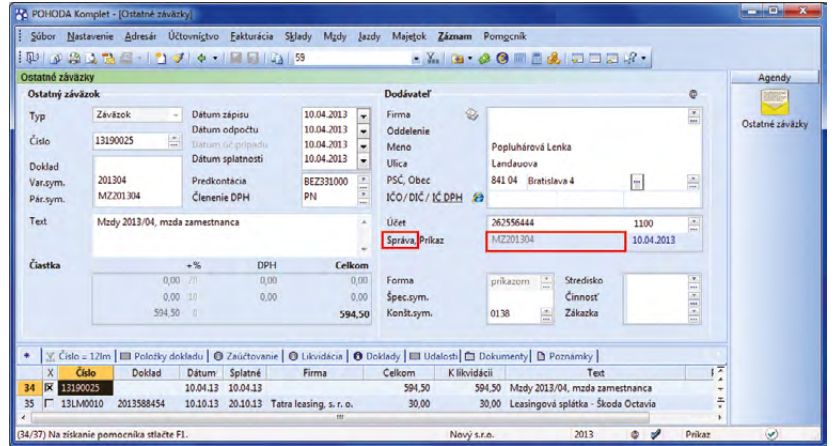 POHODA Komplet - [Ostatné záväzky]
Súbor Nastavenie Adresár Účtovníctvo Fakturácia Sklady Mzdy Jazdy Majetok Záznam Pomocník
59
Ostatné záväzky
Agendy
Ostatný záväzok
Dodávateľ
@
Typ Záväzok Dátum zápisu 10.04.2013
Firma
Ostatné záväzky
Dátum odpočtu 10.04.2013
Oddelenie
Číslo 13190025 Dátum úč.prípadu 10.04.2013
Meno Popluhárová Lenka
Doklad Dátum splatnosti 10.04.2013
Ulica Landauova
Var.sym. 201304 Predkontácia BEZ331000
PSČ, Obec 841 04 Bratislava 4
Pár.sym. MZ201304 Členenie DPH PN
IČO/ DIČ/ IČ DPH
Text Mzdy 2013/04, mzda zamestnanca
Účet 262556444 1100
Správa, Príkaz MZ201304 10.04.2013
Čiastka +% DPH Celkom
0,00 20 0,00 0,00
Forma príkazom Stredisko
0,00 10 0,00 0,00
Špec.sym. Činnosť
594,50 0 594,50
Konšt.sym. 0138 Zákazka
Číslo = 12lm Položky dokladu Zaúčtovanie Likvidácia Doklady Udalosti Dokumenty Poznámky
X Číslo Doklad Dátum Splatné Firma Celkom K likvidácii Text
34 13190025 10.04.13 10.04.13 594,50 594,50 Mzdy 2013/04, mzda zamestnanca
35 13LM0010 2013588454 10.10.13 20.10.13 Tatra leasing, s. r. o. 30,00 30,00 Leasingová splátka - Škoda Octavia
(34/37) Na získanie pomocníka stlačte F1. Nový s.r.o. 2013 @ Príkaz